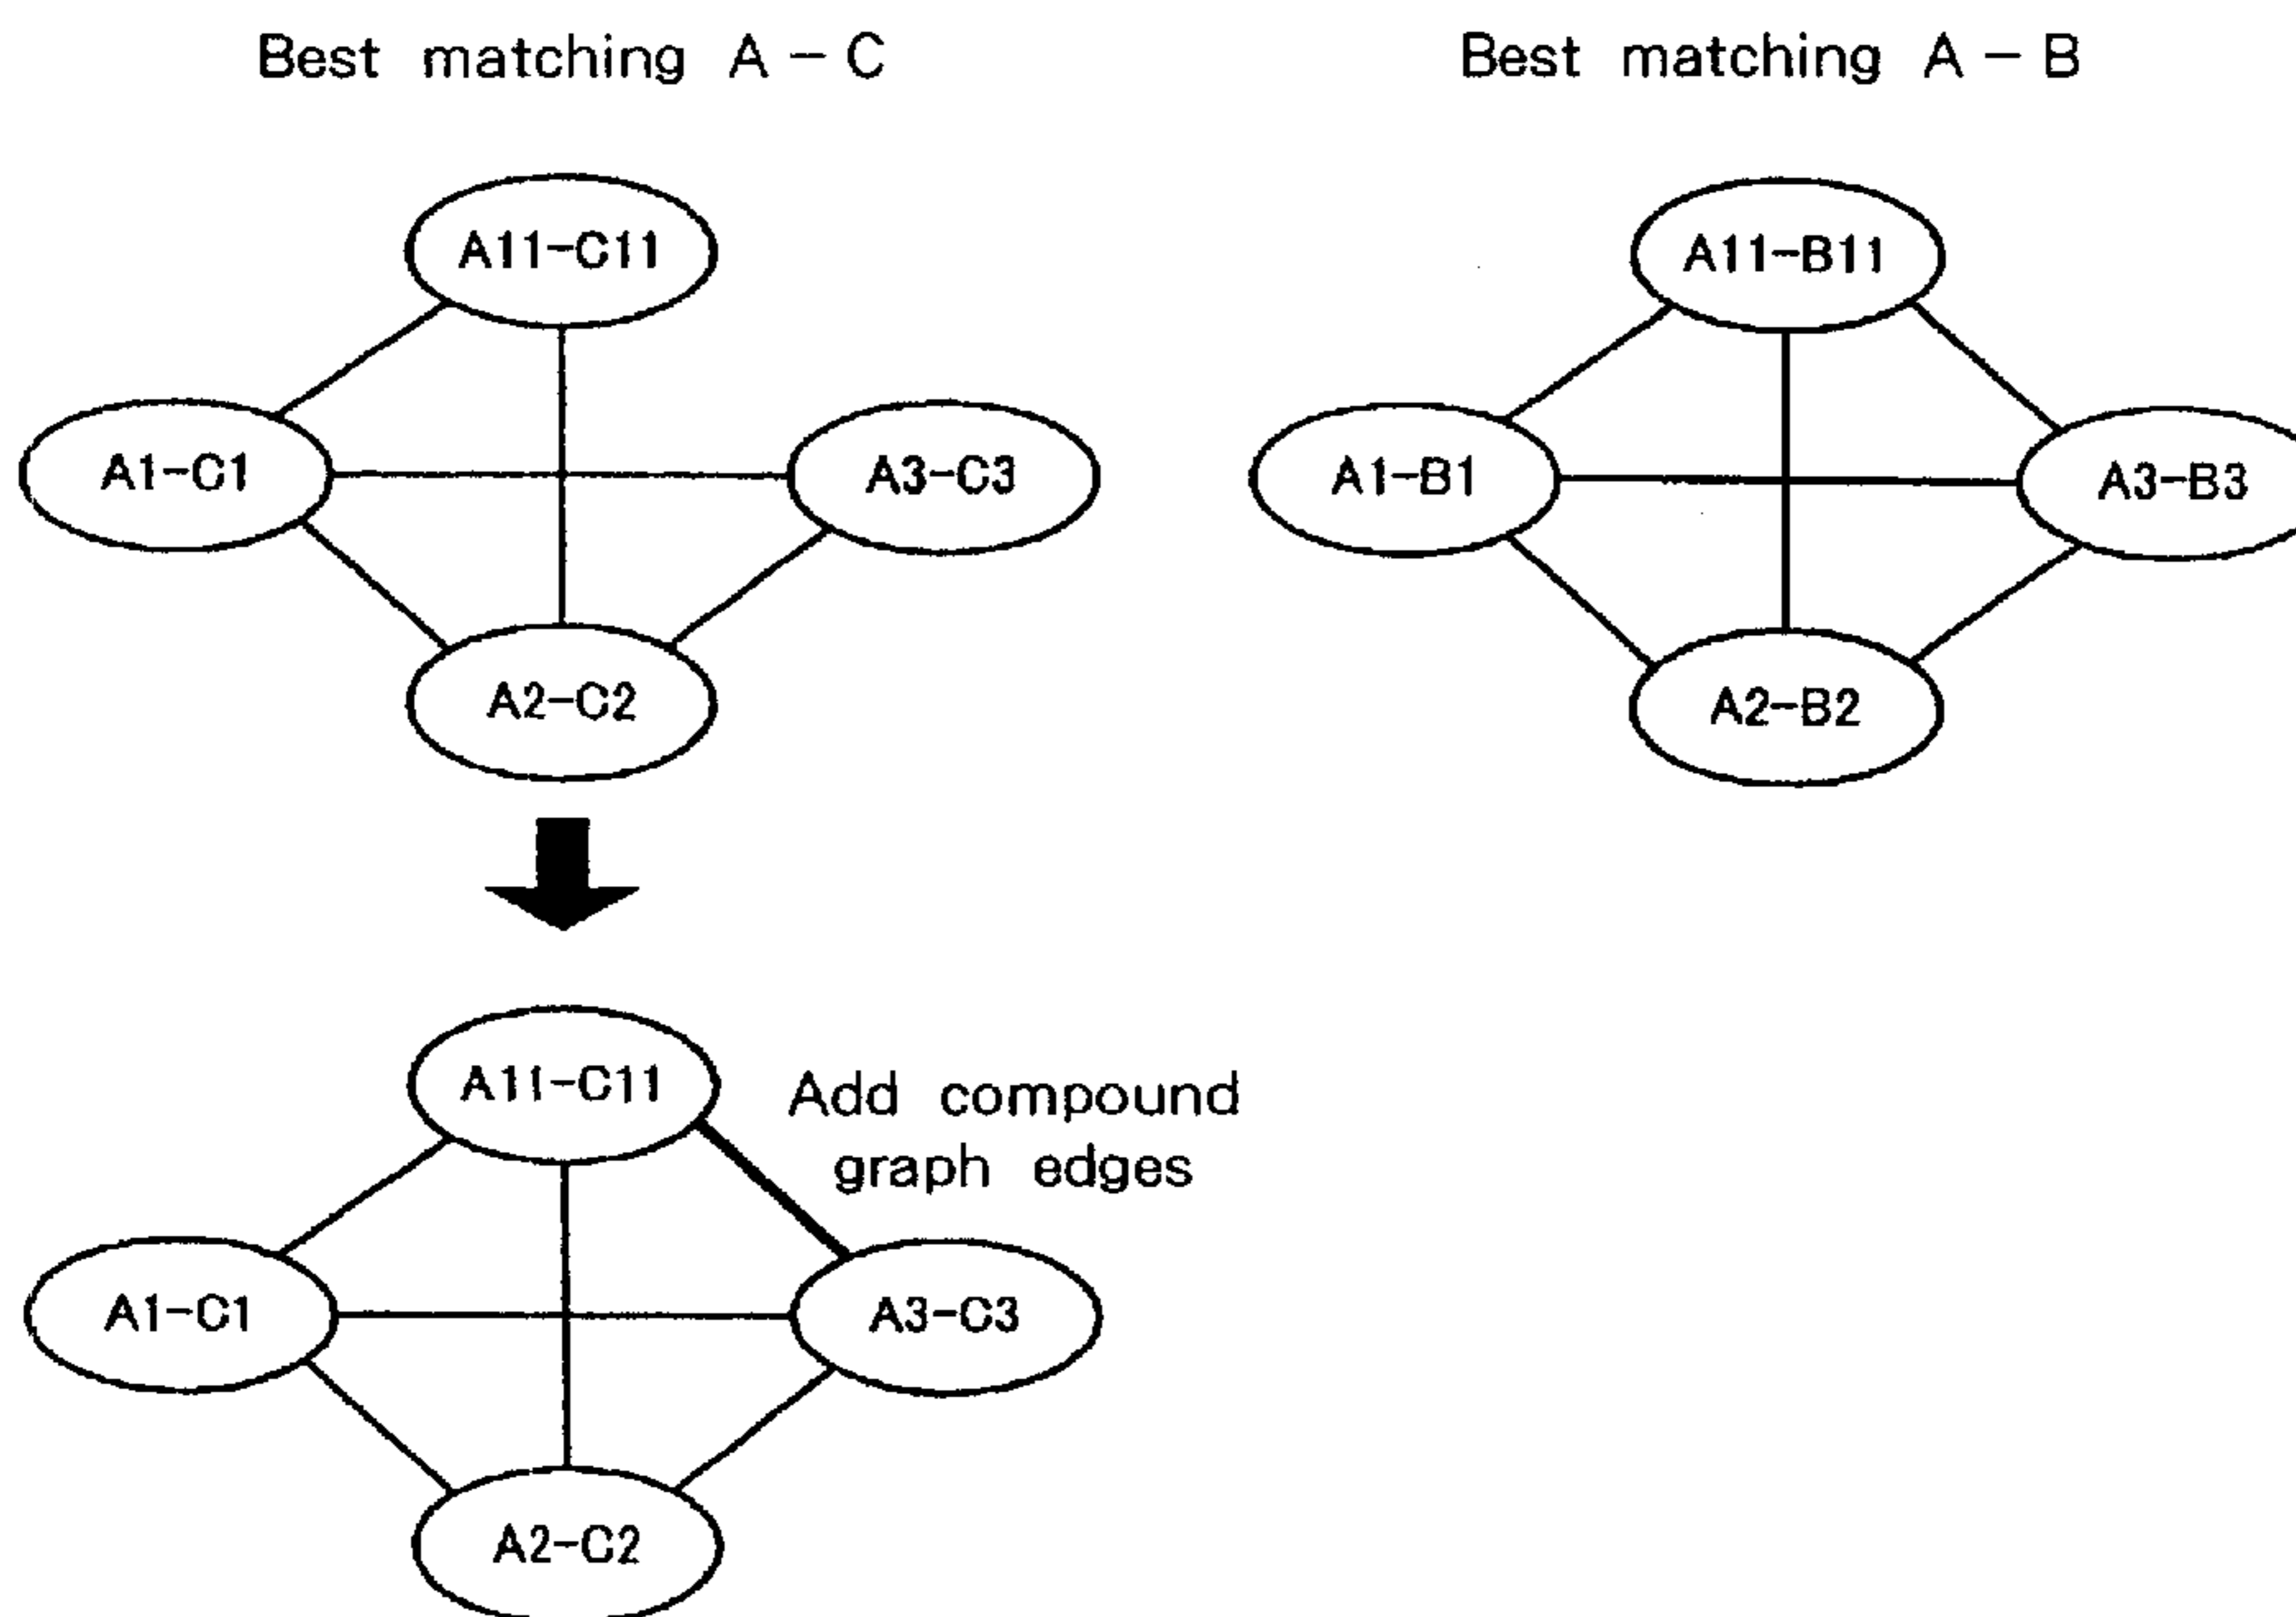 Best matching A - C
A11-C11
A1-C1
A3-C3
A2-C2
Best matching A - B
A11-B11
A1-B1
A3-B3
A2-B2
A11-C11
Add compound
graph edges
A1-C1
A3-C3
A2-C2